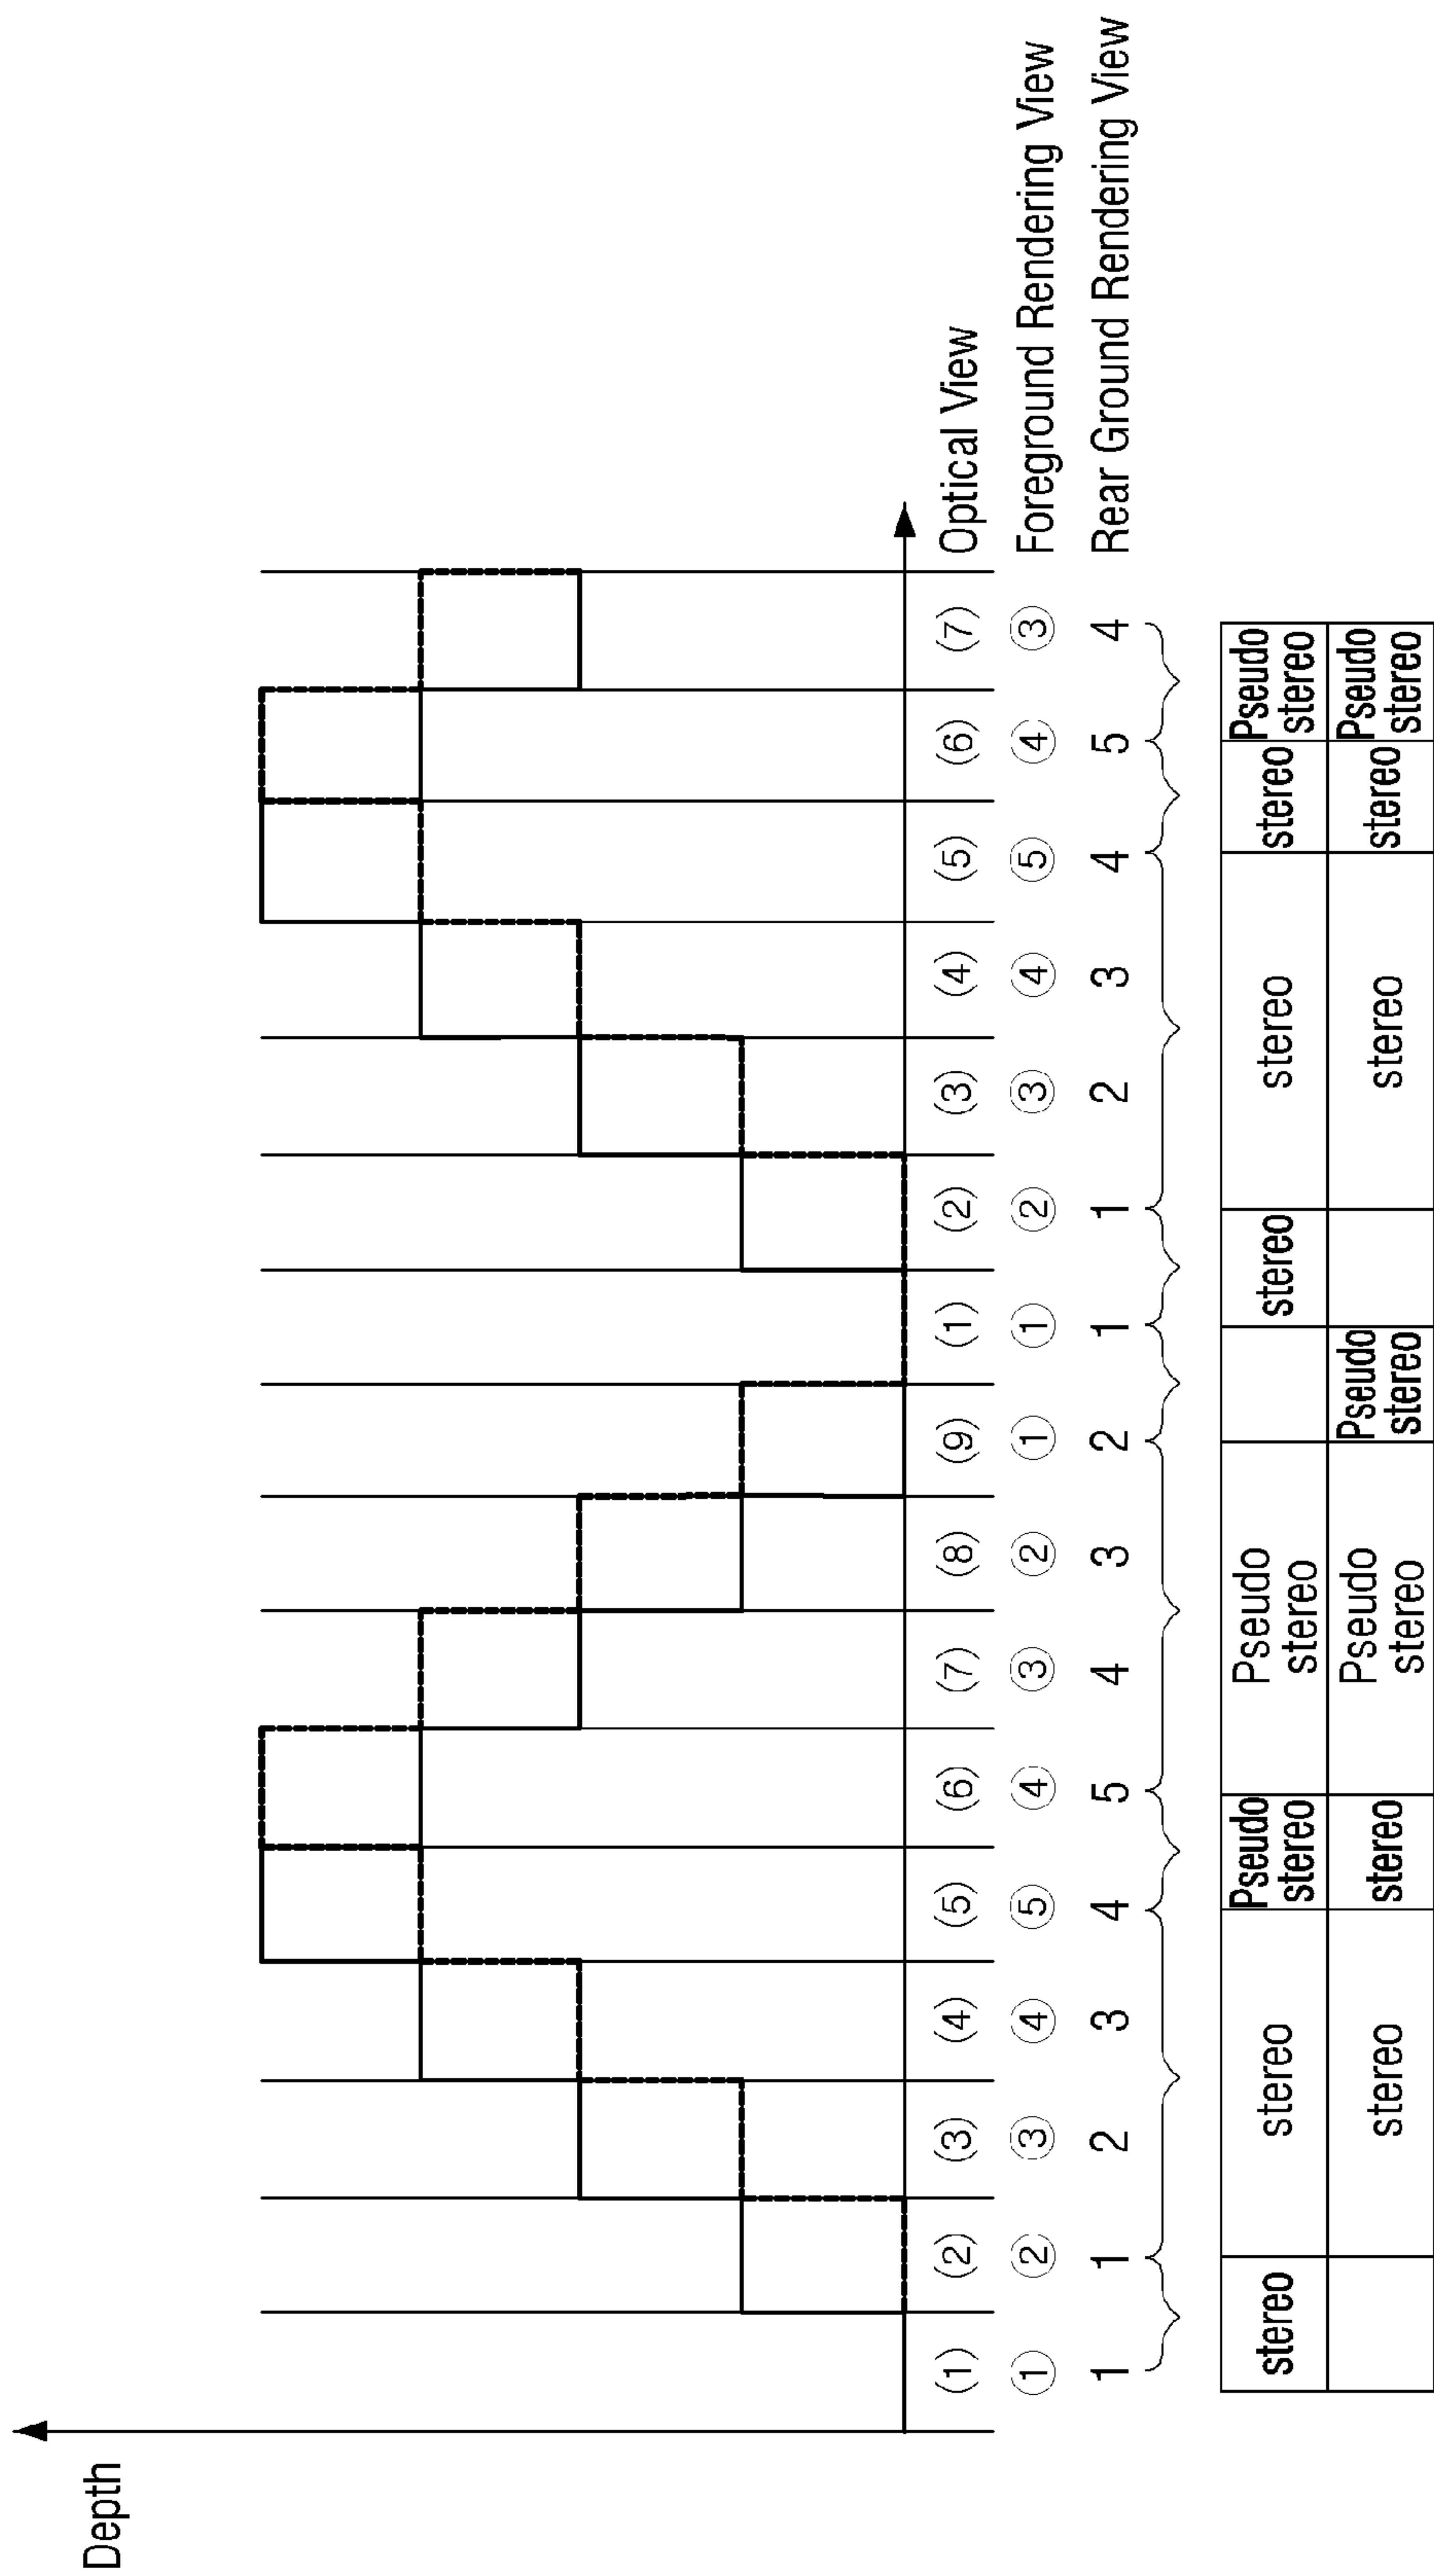 Depth
(1) (2) (3) (4) (5) (6) (7) (8) (9) (1) (2) (3) (4) (5) (6) (7) Optical View
① ② ③ ④ ⑤ ④ ③ ② ① ① ② ③ ④ ⑤ ④ ③ Foreground Rendering View
1 1 2 3 4 5 4 3 2 1 1 2 3 4 5 4 Rear Ground Rendering View
stereo stereo Pseudo stereo Pseudo stereo stereo stereo stereo Pseudo stereo
stereo stereo Pseudo stereo Pseudo stereo stereo stereo Pseudo stereo